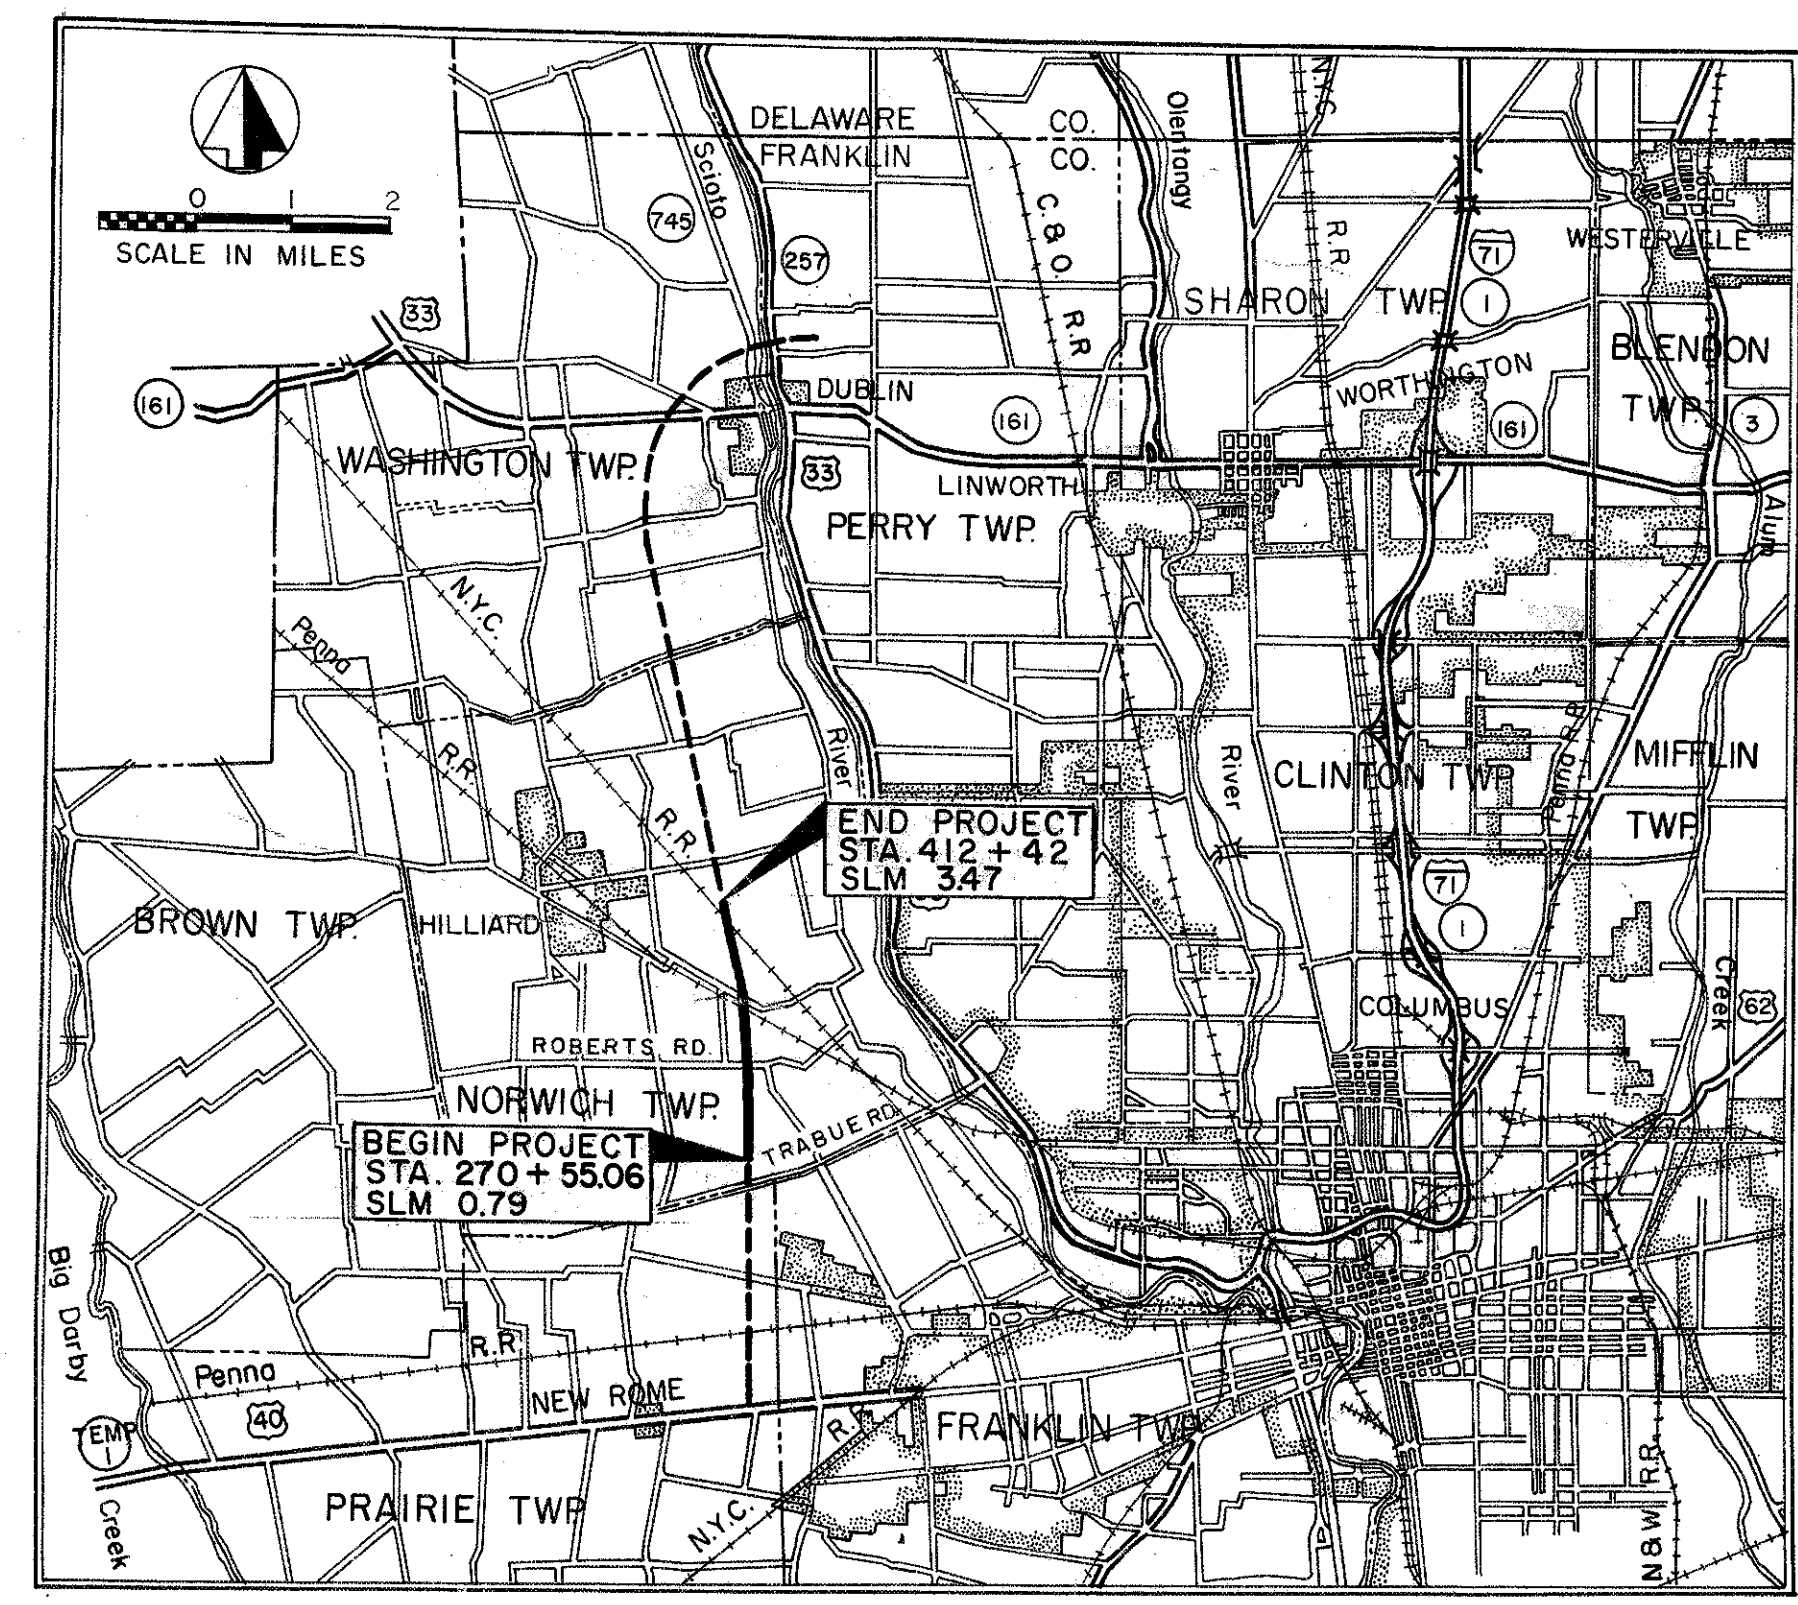 DELAWARE CO.
FRANKLIN CO.
Scioto
Olentangy
N.Y.C.
R.R
0 1 2
SCALE IN MILES
745
257
C. & O. R.R
71
1
WESTERVILLE
SHARON TWP.
33
161
DUBLIN
161
WORTHINGTON
161
BLENDON
TWP.
3
WASHINGTON TWP.
33
LINWORTH
PERRY TWP.
Alum
Creek
N.Y.C.
R.R.
Penna
R.R.
River
River
CLINTON TWP
Penna R.R.
MIFFLIN
TWP.
END PROJECT
STA. 412 + 42
SLM 3.47
71
1
BROWN TWP.
HILLIARD
COLUMBUS
62
ROBERTS RD.
NORWICH TWP.
BEGIN PROJECT
STA. 270 + 55.06
SLM 0.79
TRABUE RD.
Big Darby
Creek
Penna
R.R.
40
NEW ROME
TEMP
1
R.R.
FRANKLIN TWP.
PRAIRIE TWP
N.Y.C.
N & W R.R.